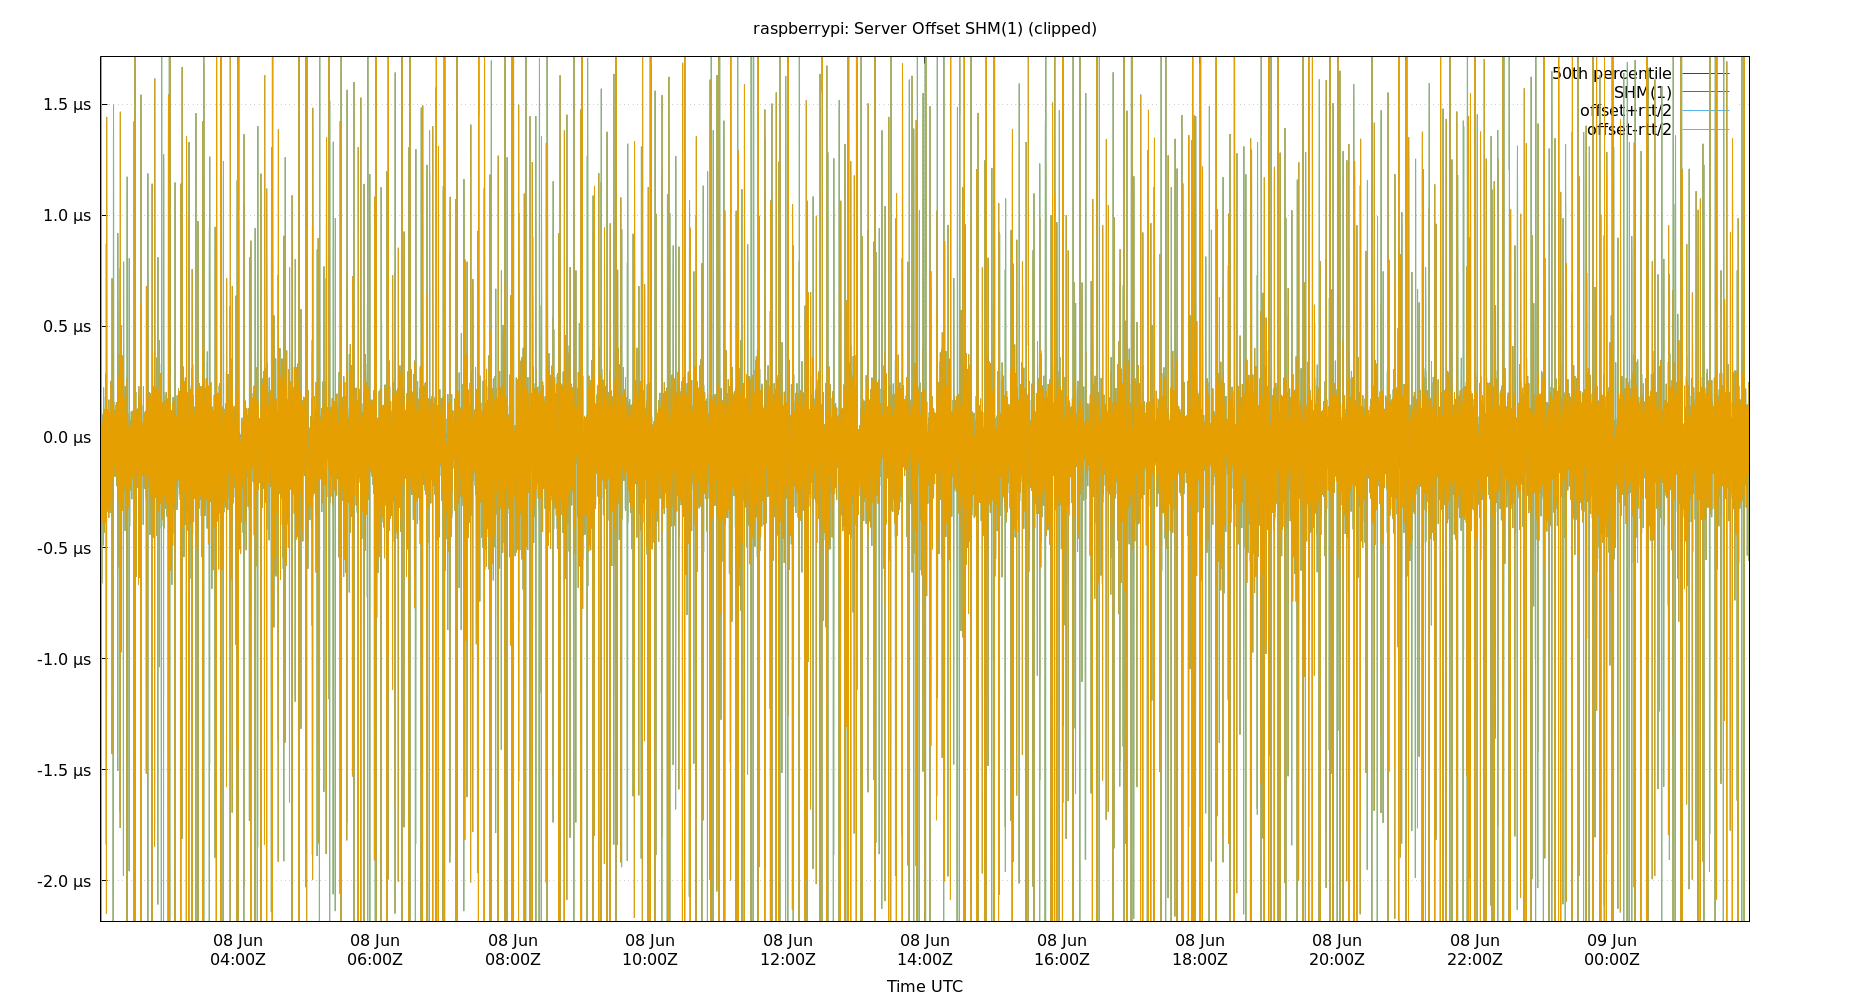 raspberrypi: Server Offset SHM(1) (clipped)
50th percentile
SHM(1)
offset+rtt/2
offset-rtt/2
1.5 μs
1.0 μs
0.5 μs
0.0 μs
-0.5 μs
-1.0 μs
-1.5 μs
-2.0 μs
08 Jun 08 Jun 08 Jun 08 Jun 08 Jun 08 Jun 08 Jun 08 Jun 08 Jun 08 Jun 09 Jun
04:00Z 06:00Z 08:00Z 10:00Z 12:00Z 14:00Z 16:00Z 18:00Z 20:00Z 22:00Z 00:00Z
Time UTC